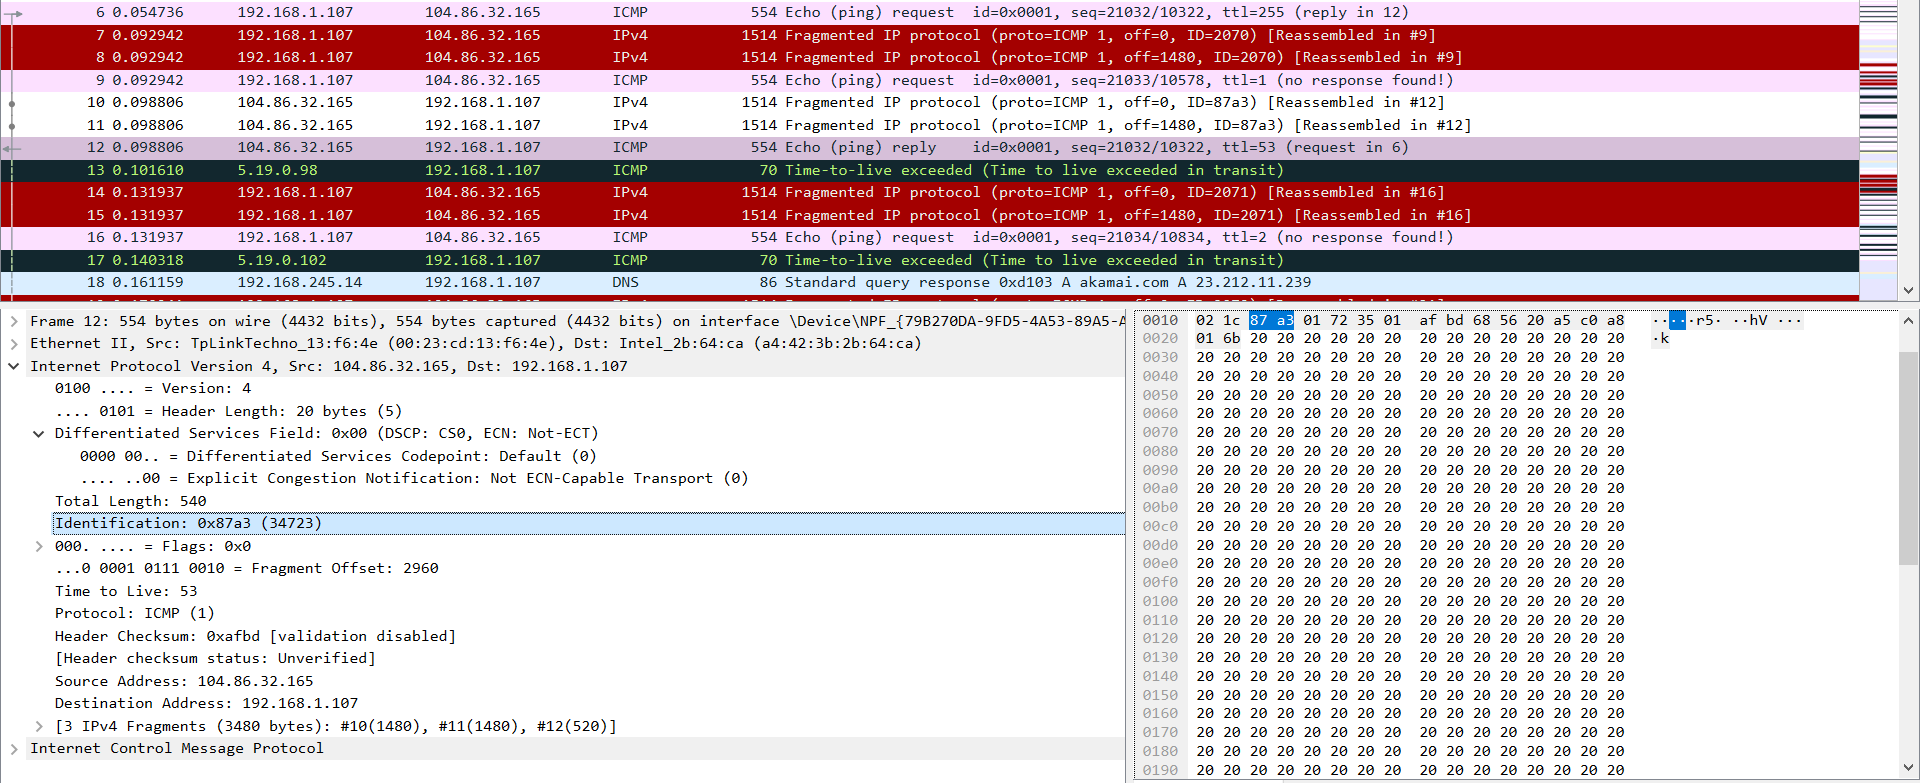 6 0.054736 192.168.1.107 104.86.32.165 ICMP 554 Echo (ping) request id=0x0001, seq=21032/10322, ttl=255 (reply in 12)
7 0.092942 192.168.1.107 104.86.32.165 IPv4 1514 Fragmented IP protocol (proto=ICMP 1, off=0, ID=2070) [Reassembled in #9]
8 0.092942 192.168.1.107 104.86.32.165 IPv4 1514 Fragmented IP protocol (proto=ICMP 1, off=1480, ID=2070) [Reassembled in #9]
9 0.092942 192.168.1.107 104.86.32.165 ICMP 554 Echo (ping) request id=0x0001, seq=21033/10578, ttl=1 (no response found!)
10 0.098806 104.86.32.165 192.168.1.107 IPv4 1514 Fragmented IP protocol (proto=ICMP 1, off=0, ID=87a3) [Reassembled in #12]
11 0.098806 104.86.32.165 192.168.1.107 IPv4 1514 Fragmented IP protocol (proto=ICMP 1, off=1480, ID=87a3) [Reassembled in #12]
12 0.098806 104.86.32.165 192.168.1.107 ICMP 554 Echo (ping) reply id=0x0001, seq=21032/10322, ttl=53 (request in 6)
13 0.101610 5.19.0.98 192.168.1.107 ICMP 70 Time-to-live exceeded (Time to live exceeded in transit)
14 0.131937 192.168.1.107 104.86.32.165 IPv4 1514 Fragmented IP protocol (proto=ICMP 1, off=0, ID=2071) [Reassembled in #16]
15 0.131937 192.168.1.107 104.86.32.165 IPv4 1514 Fragmented IP protocol (proto=ICMP 1, off=1480, ID=2071) [Reassembled in #16]
16 0.131937 192.168.1.107 104.86.32.165 ICMP 554 Echo (ping) request id=0x0001, seq=21034/10834, ttl=2 (no response found!)
17 0.140318 5.19.0.102 192.168.1.107 ICMP 70 Time-to-live exceeded (Time to live exceeded in transit)
18 0.161159 192.168.245.14 192.168.1.107 DNS 86 Standard query response 0xd103 A akamai.com A 23.212.11.239
Frame 12: 554 bytes on wire (4432 bits), 554 bytes captured (4432 bits) on interface \Device\NPF_{79B270DA-9FD5-4A53-89A5-A
Ethernet II, Src: TpLinkTechno_13:f6:4e (00:23:cd:13:f6:4e), Dst: Intel_2b:64:ca (a4:42:3b:2b:64:ca)
Internet Protocol Version 4, Src: 104.86.32.165, Dst: 192.168.1.107
0100 .... = Version: 4
.... 0101 = Header Length: 20 bytes (5)
Differentiated Services Field: 0x00 (DSCP: CS0, ECN: Not-ECT)
0000 00.. = Differentiated Services Codepoint: Default (0)
.... ..00 = Explicit Congestion Notification: Not ECN-Capable Transport (0)
Total Length: 540
Identification: 0x87a3 (34723)
000. .... = Flags: 0x0
...0 0001 0111 0010 = Fragment Offset: 2960
Time to Live: 53
Protocol: ICMP (1)
Header Checksum: 0xafbd [validation disabled]
[Header checksum status: Unverified]
Source Address: 104.86.32.165
Destination Address: 192.168.1.107
[3 IPv4 Fragments (3480 bytes): #10(1480), #11(1480), #12(520)]
Internet Control Message Protocol
0010 02 1c 87 a3 01 72 35 01 af bd 68 56 20 a5 c0 a8 ·····r5· ··hV ···
0020 01 6b 20 20 20 20 20 20 20 20 20 20 20 20 20 20 ·k
0030 20 20 20 20 20 20 20 20 20 20 20 20 20 20 20 20
0040 20 20 20 20 20 20 20 20 20 20 20 20 20 20 20 20
0050 20 20 20 20 20 20 20 20 20 20 20 20 20 20 20 20
0060 20 20 20 20 20 20 20 20 20 20 20 20 20 20 20 20
0070 20 20 20 20 20 20 20 20 20 20 20 20 20 20 20 20
0080 20 20 20 20 20 20 20 20 20 20 20 20 20 20 20 20
0090 20 20 20 20 20 20 20 20 20 20 20 20 20 20 20 20
00a0 20 20 20 20 20 20 20 20 20 20 20 20 20 20 20 20
00b0 20 20 20 20 20 20 20 20 20 20 20 20 20 20 20 20
00c0 20 20 20 20 20 20 20 20 20 20 20 20 20 20 20 20
00d0 20 20 20 20 20 20 20 20 20 20 20 20 20 20 20 20
00e0 20 20 20 20 20 20 20 20 20 20 20 20 20 20 20 20
00f0 20 20 20 20 20 20 20 20 20 20 20 20 20 20 20 20
0100 20 20 20 20 20 20 20 20 20 20 20 20 20 20 20 20
0110 20 20 20 20 20 20 20 20 20 20 20 20 20 20 20 20
0120 20 20 20 20 20 20 20 20 20 20 20 20 20 20 20 20
0130 20 20 20 20 20 20 20 20 20 20 20 20 20 20 20 20
0140 20 20 20 20 20 20 20 20 20 20 20 20 20 20 20 20
0150 20 20 20 20 20 20 20 20 20 20 20 20 20 20 20 20
0160 20 20 20 20 20 20 20 20 20 20 20 20 20 20 20 20
0170 20 20 20 20 20 20 20 20 20 20 20 20 20 20 20 20
0180 20 20 20 20 20 20 20 20 20 20 20 20 20 20 20 20
0190 20 20 20 20 20 20 20 20 20 20 20 20 20 20 20 20